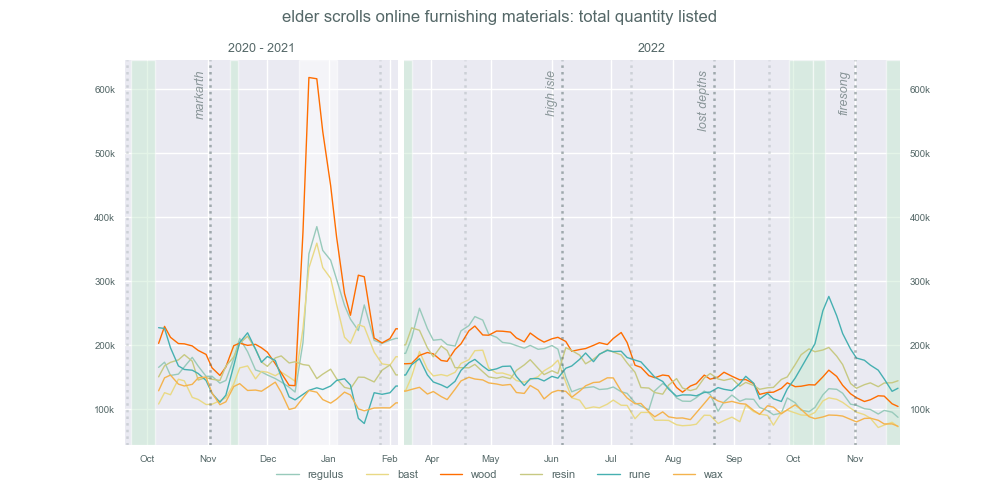 elder scrolls online furnishing materials: total quantity listed
2020 - 2021
2022
600k
500k
400k
300k
200k
100k
markarth
high isle
lost depths
firesong
600k
500k
400k
300k
200k
100k
Oct Nov Dec Jan Feb Apr May Jun Jul Aug Sep Oct Nov
regulus bast wood resin rune wax